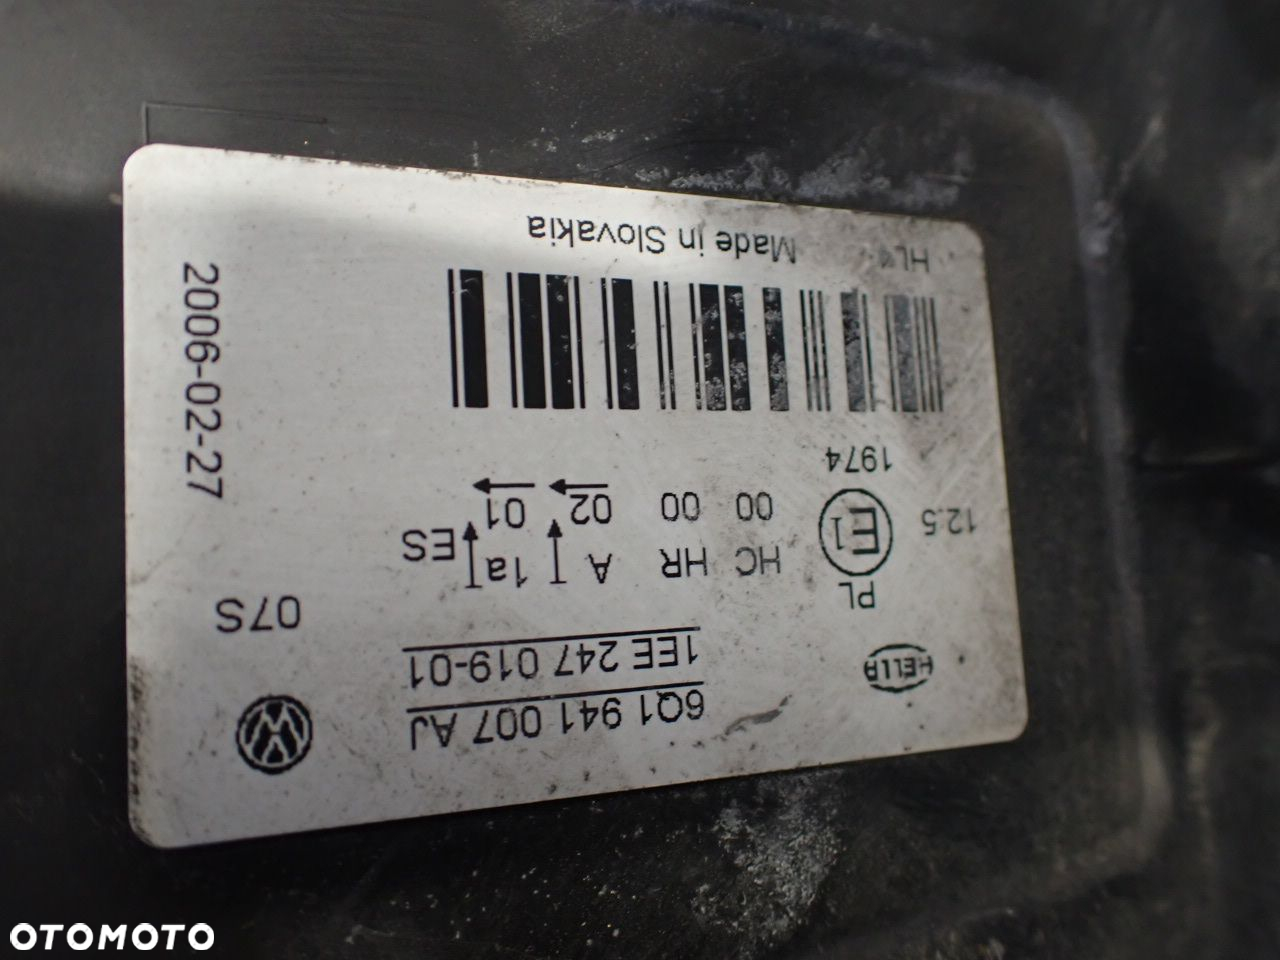 6Q1 941 007 AJ
1EE 247 019-01
HELLA
07S
PL
HC HR A 1a ES
E1
00 00 02 01
12.5
1974
2006-02-27
Made in Slovakia
OTOMOTO